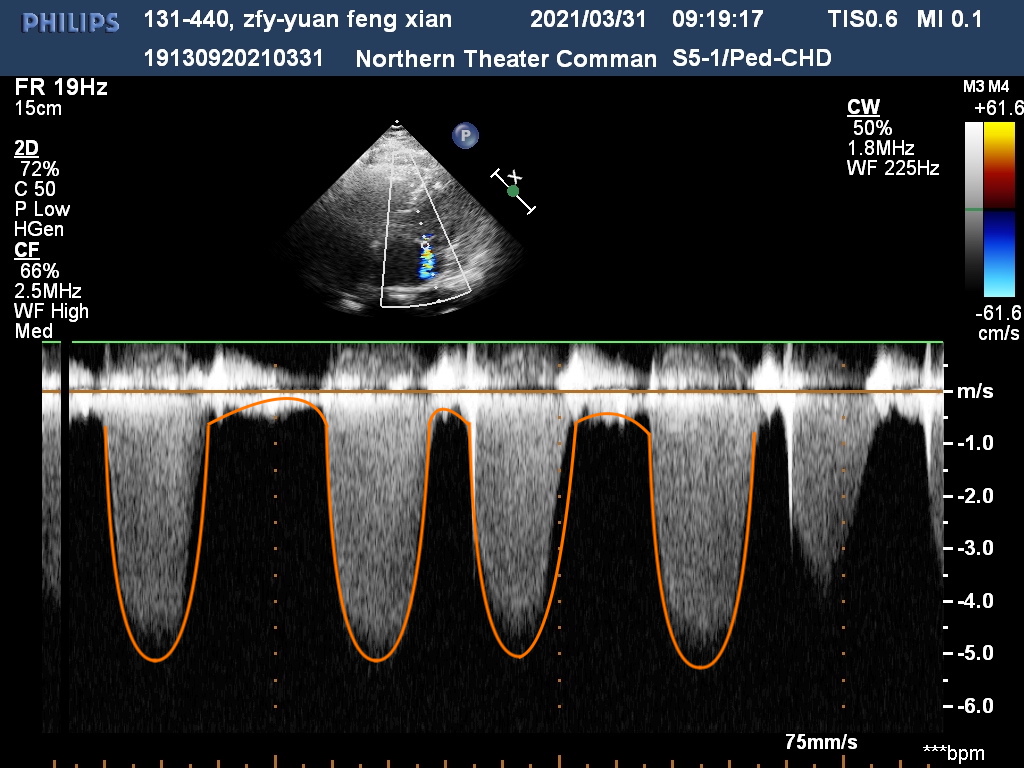 PHILIPS 131-440, zfy-yuan feng xian 2021/03/31 09:19:17 TIS0.6 MI 0.1
19130920210331 Northern Theater Comman S5-1/Ped-CHD
FR 19Hz
15cm
2D
72%
C 50
P Low
HGen
CF
66%
2.5MHz
WF High
Med
P
X
CW
50%
1.8MHz
WF 225Hz
M3 M4
+61.6
-61.6
cm/s
m/s
-1.0
-2.0
-3.0
-4.0
-5.0
-6.0
75mm/s
***bpm